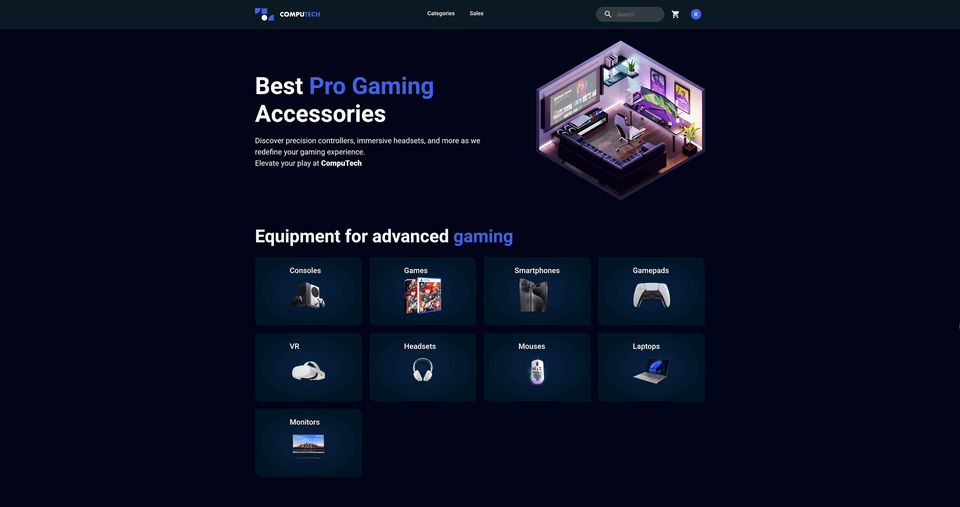 COMPUTECH
Categories
Sales
Search
R
Best Pro Gaming
Accessories
Discover precision controllers, immersive headsets, and more as we
redefine your gaming experience.
Elevate your play at CompuTech
Equipment for advanced gaming
Consoles
Games
Smartphones
Gamepads
VR
Headsets
Mouses
Laptops
Monitors